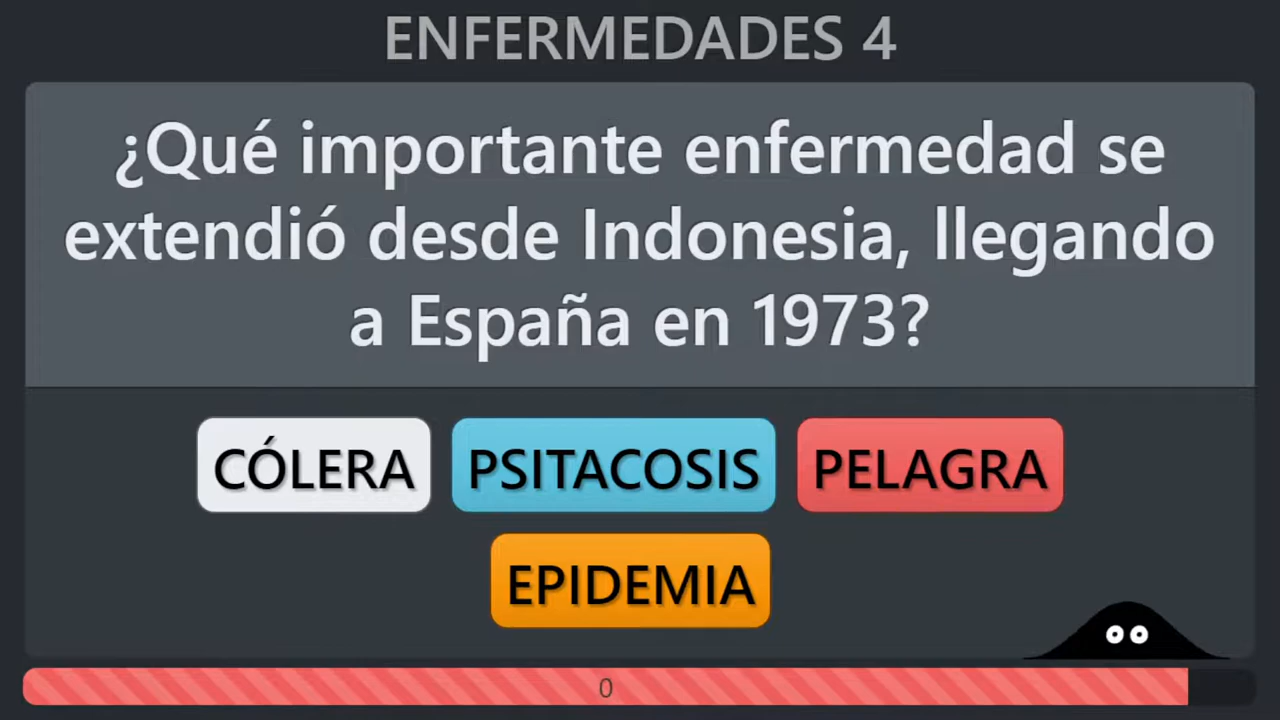 ENFERMEDADES 4
¿Qué importante enfermedad se
extendió desde Indonesia, llegando
a España en 1973?
CÓLERA PSITACOSIS PELAGRA
EPIDEMIA
0